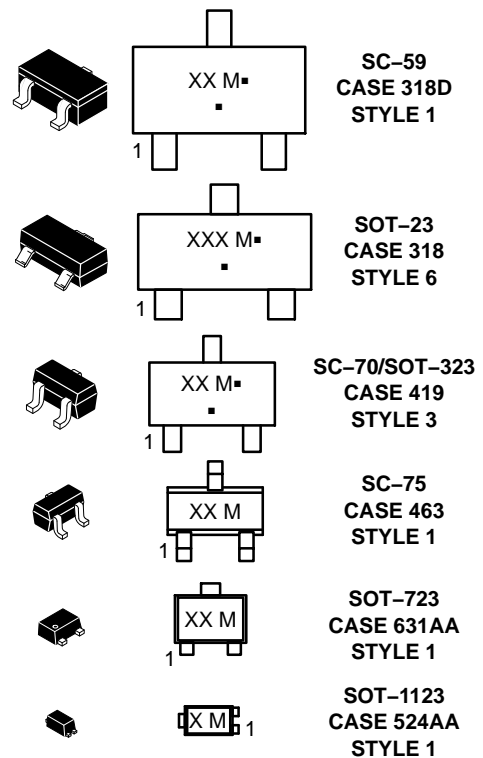 XX M▪
▪
1
SC−59
CASE 318D
STYLE 1
XXX M▪
▪
1
SOT−23
CASE 318
STYLE 6
XX M▪
▪
1
SC−70/SOT−323
CASE 419
STYLE 3
XX M
1
SC−75
CASE 463
STYLE 1
XX M
1
SOT−723
CASE 631AA
STYLE 1
X M
1
SOT−1123
CASE 524AA
STYLE 1